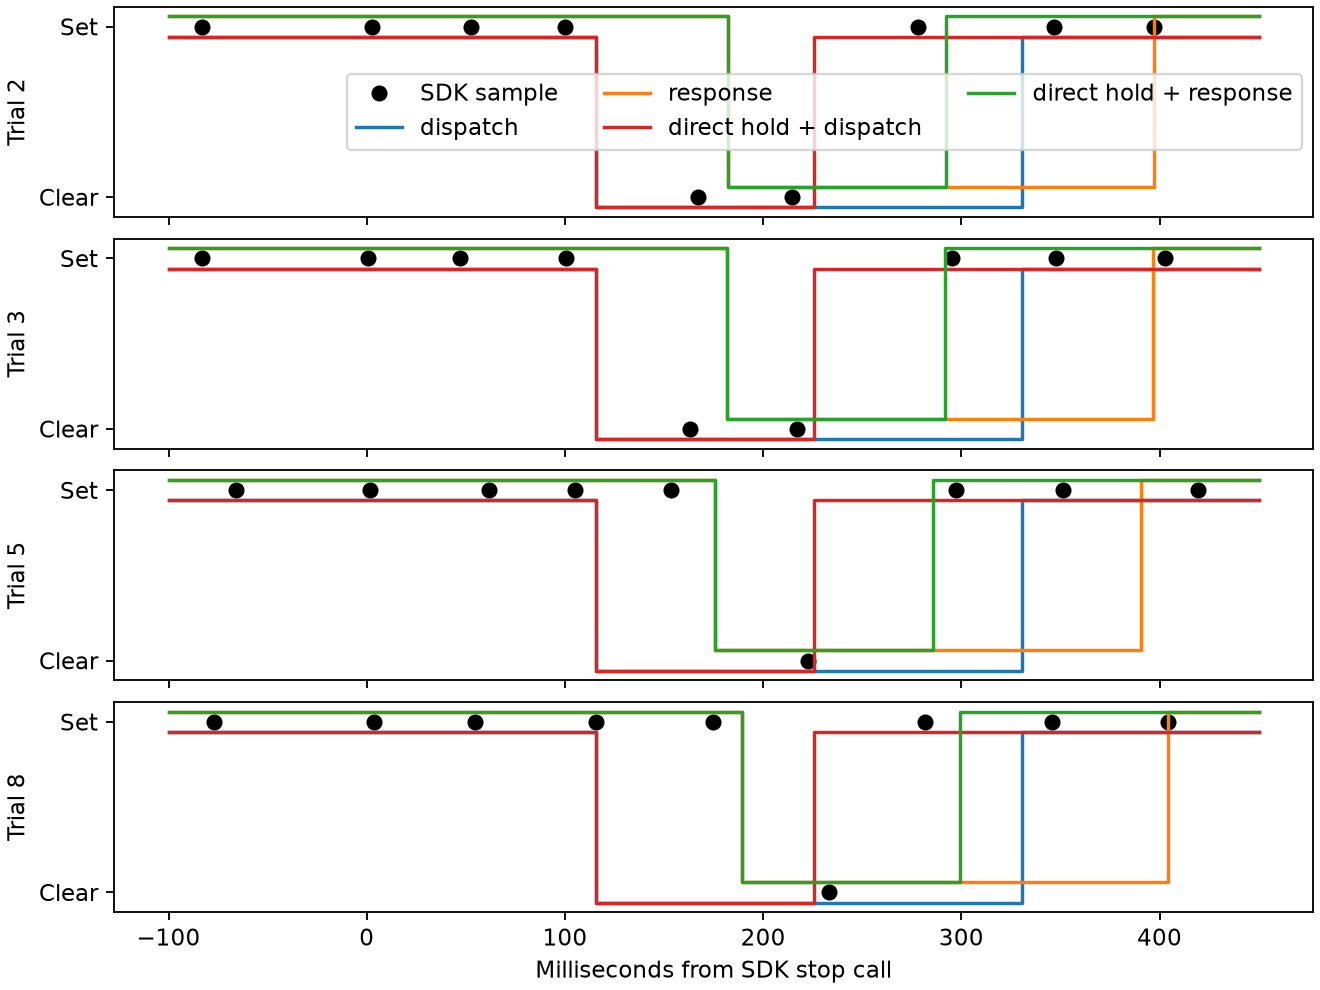 Trial 2
Set
Clear
SDK sample
dispatch
response
direct hold + dispatch
direct hold + response
Trial 3
Set
Clear
Trial 5
Set
Clear
Trial 8
Set
Clear
−100 0 100 200 300 400
Milliseconds from SDK stop call